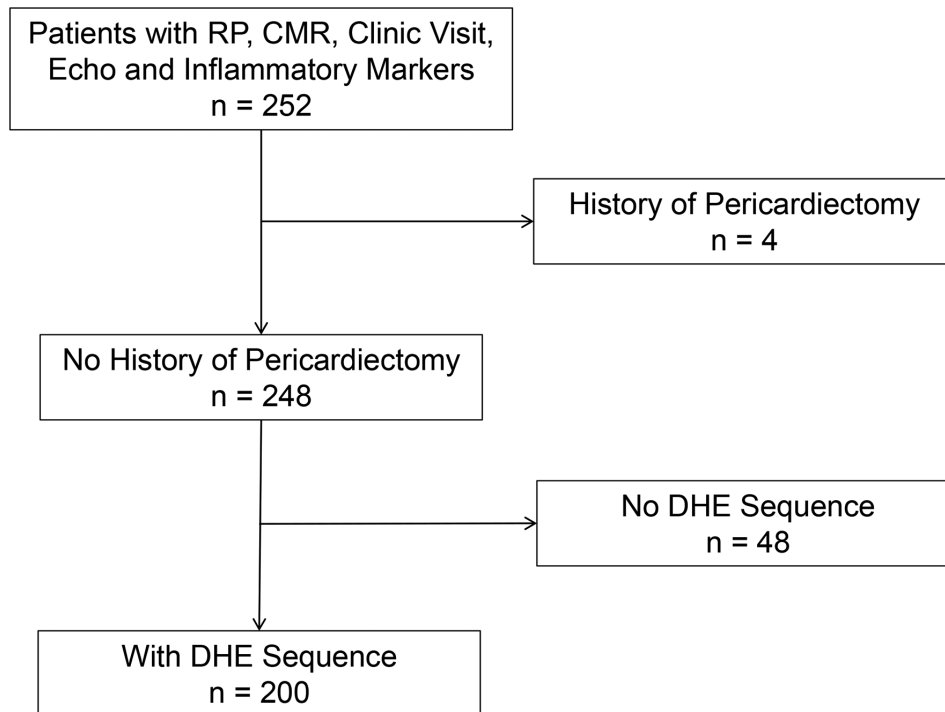 Patients with RP, CMR, Clinic Visit,
Echo and Inflammatory Markers
n = 252
History of Pericardiectomy
n = 4
No History of Pericardiectomy
n = 248
No DHE Sequence
n = 48
With DHE Sequence
n = 200